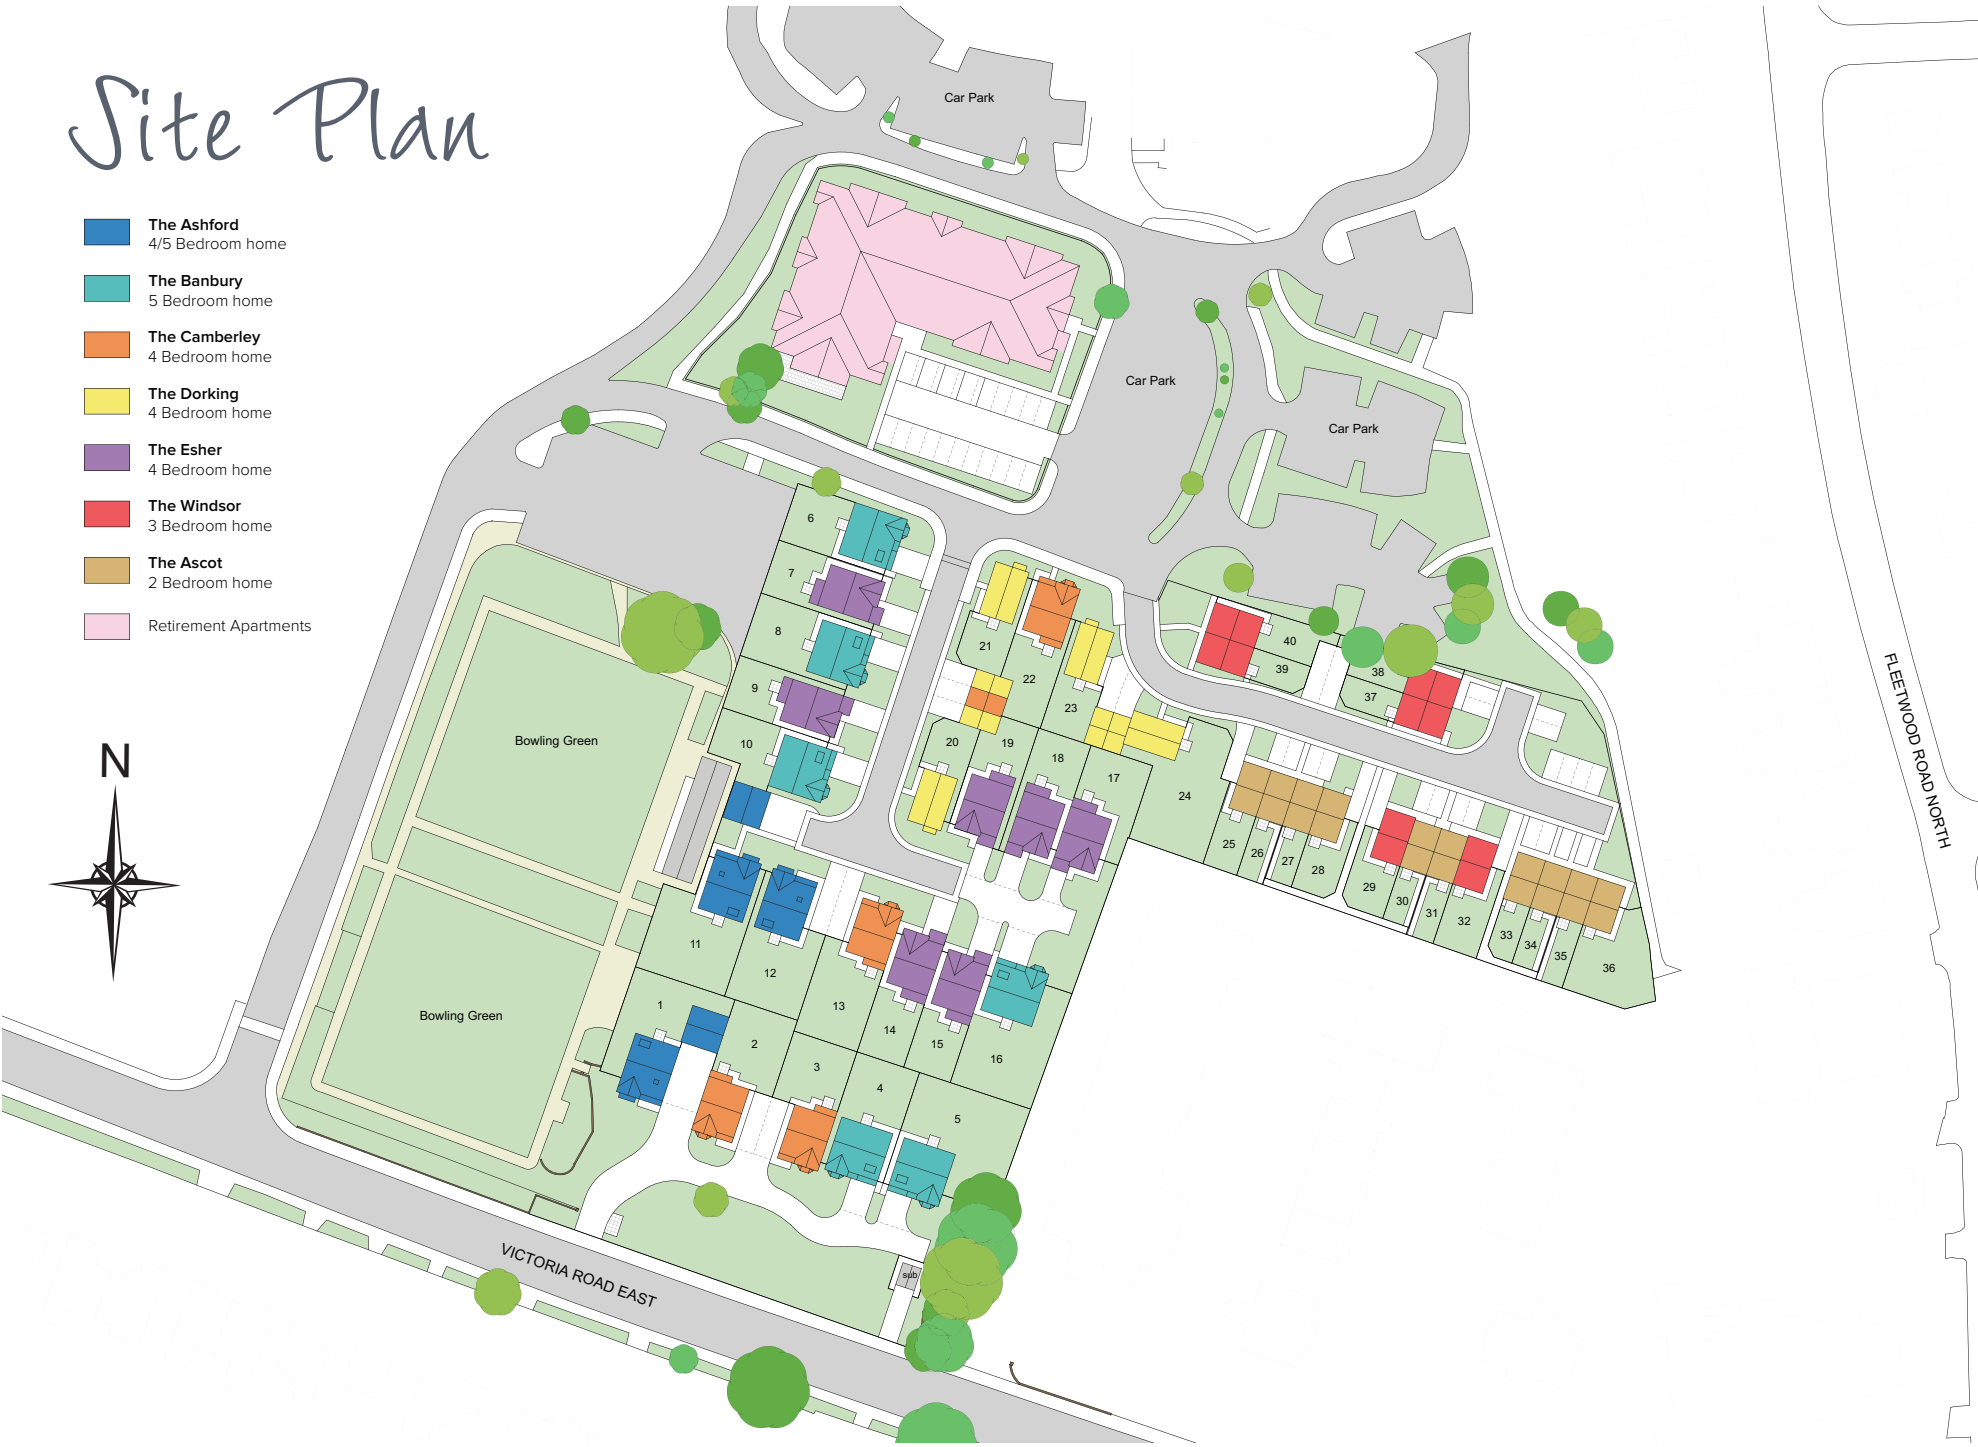 Site Plan
The Ashford
4/5 Bedroom home
The Banbury
5 Bedroom home
The Camberley
4 Bedroom home
The Dorking
4 Bedroom home
The Esher
4 Bedroom home
The Windsor
3 Bedroom home
The Ascot
2 Bedroom home
Retirement Apartments
N
Car Park
Car Park
Car Park
6
7
8
9
10
21
22
23
20
19
18
17
24
40
39
38
37
25
26
27
28
29
30
31
32
33
34
35
36
11
12
13
14
15
16
1
2
3
4
5
Bowling Green
Bowling Green
sub
VICTORIA ROAD EAST
FLEETWOOD ROAD NORTH